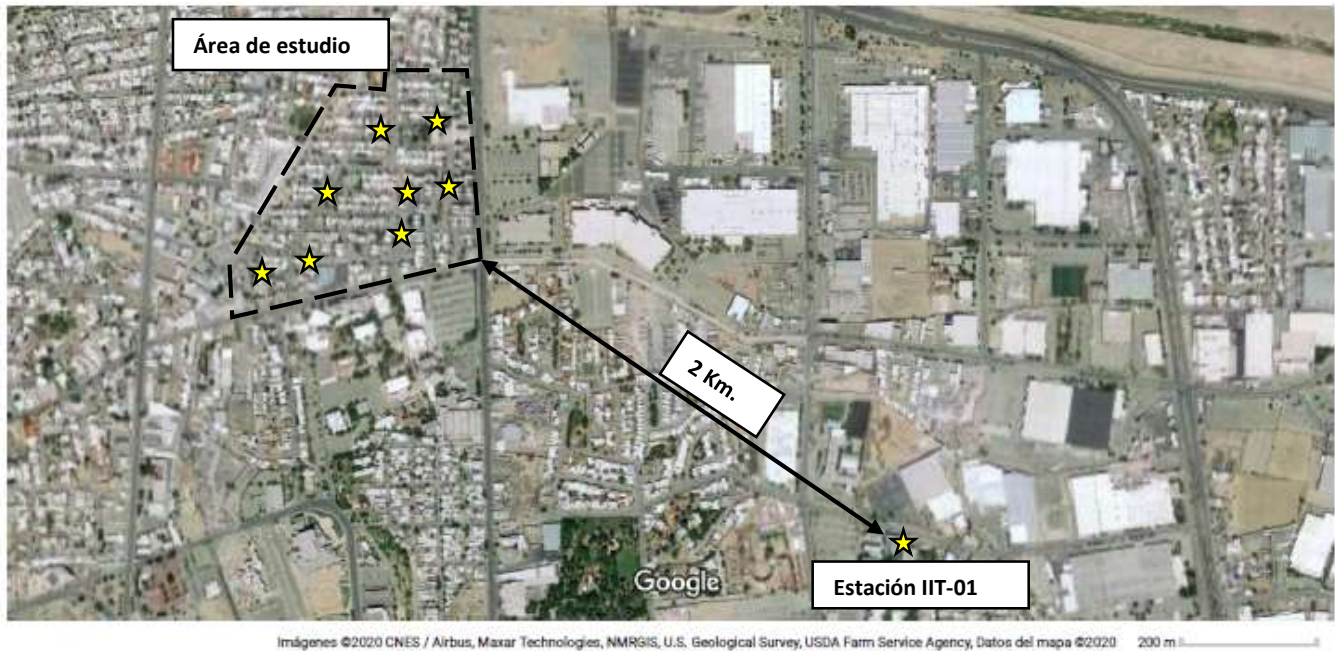 Área de estudio
2 Km.
Google
Estación IIT-01
Imágenes ©2020 CNES / Airbus, Maxar Technologies, NMRGIS, U.S. Geological Survey, USDA Farm Service Agency, Datos del mapa ©2020 200 m